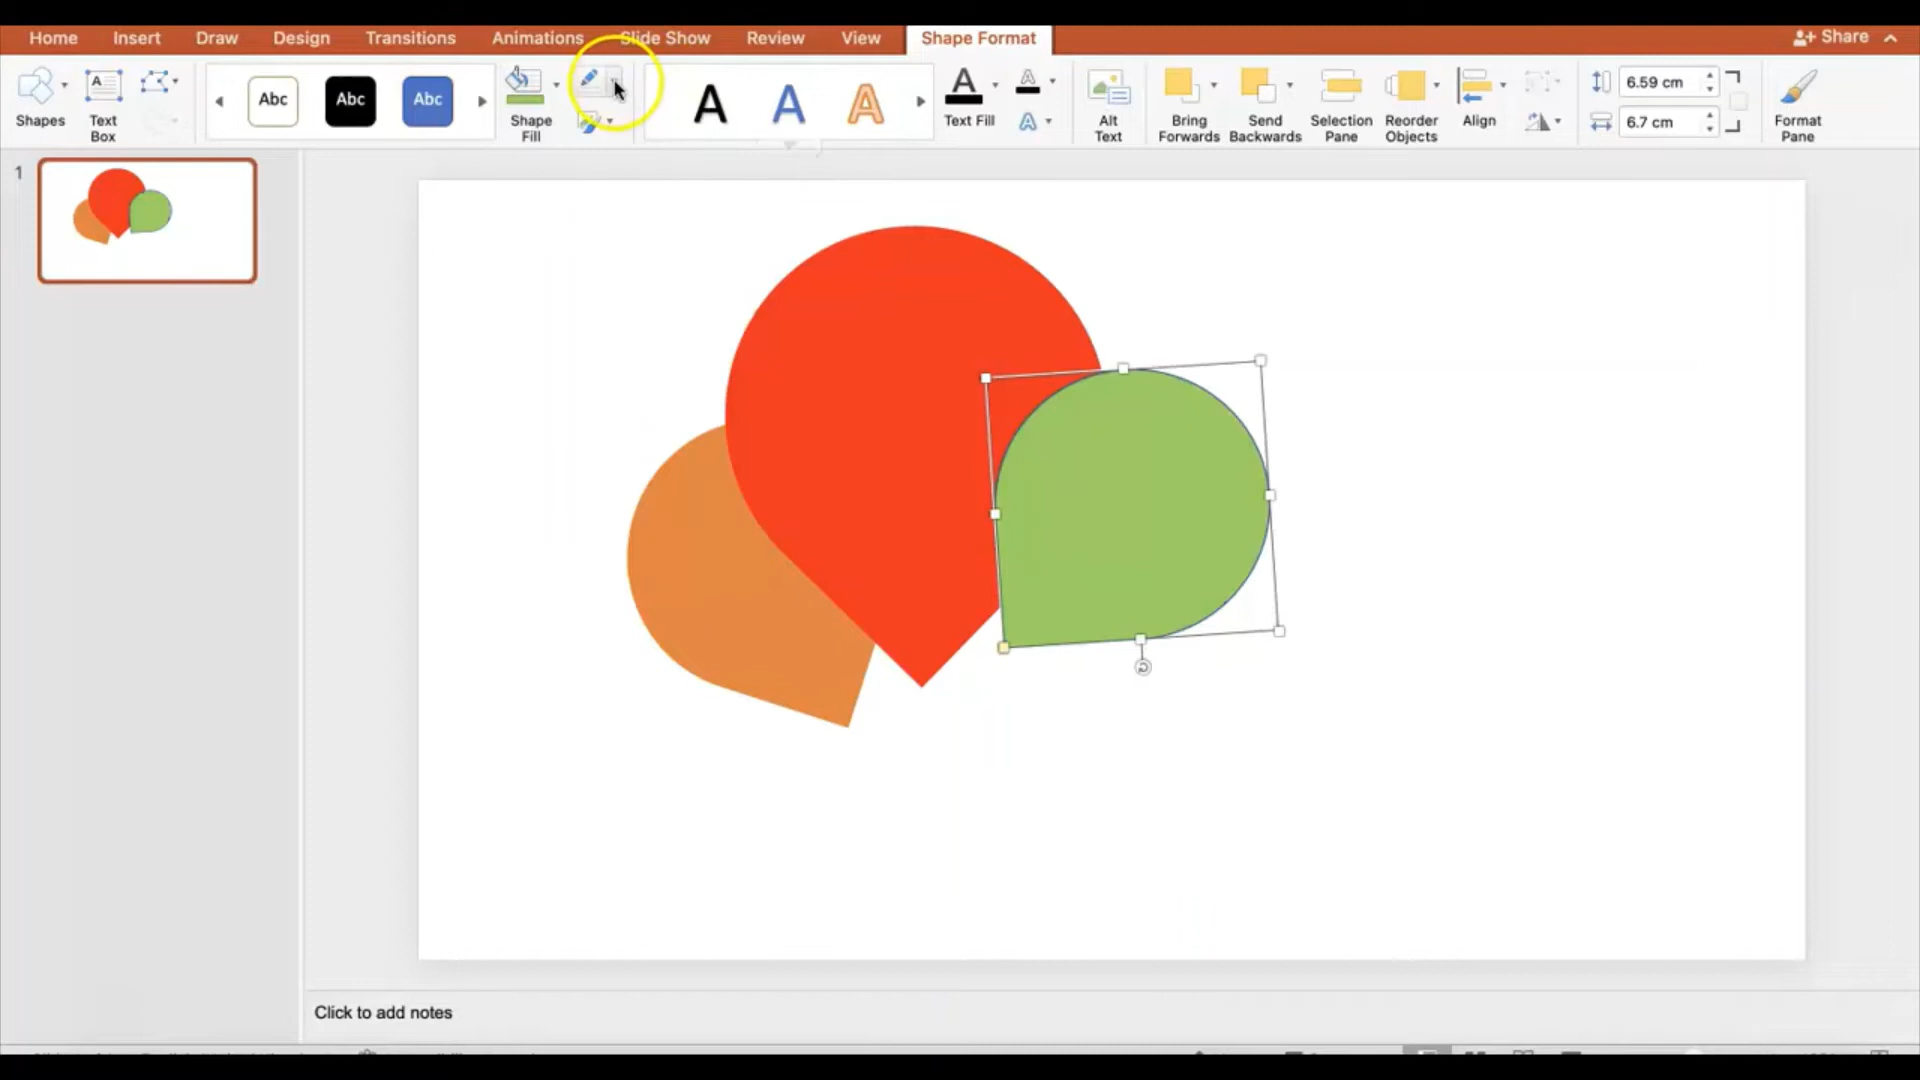 Home Insert Draw Design Transitions Animations Slide Show Review View Shape Format Share
Abc Abc Abc A A A A A A A
6.59 cm
6.7 cm
Shapes
Text
Box
Shape
Fill
Text Fill
Alt
Text
Bring
Forwards
Send
Backwards
Selection
Pane
Reorder
Objects
Align
Format
Pane
1
Click to add notes